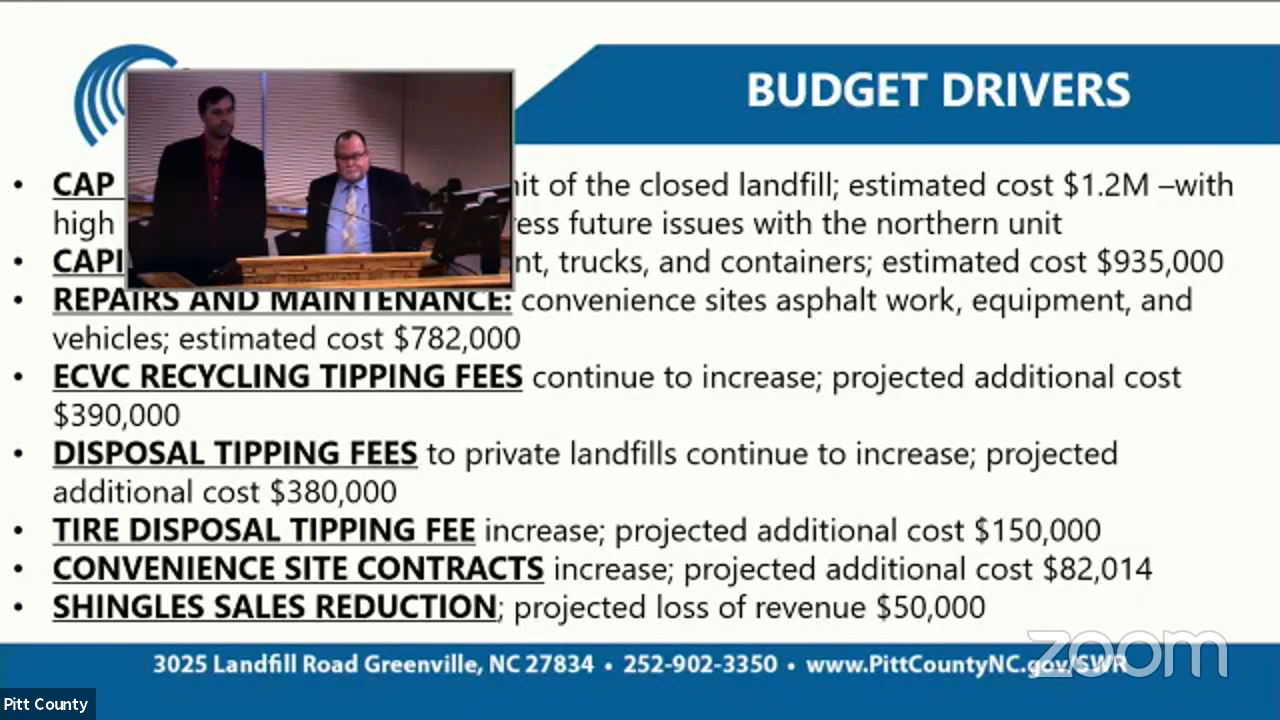 BUDGET DRIVERS
• CAP of the closed landfill; estimated cost $1.2M –with
high future issues with the northern unit
• trucks, and containers; estimated cost $935,000
• REPAIRS AND MAINTENANCE: convenience sites asphalt work, equipment, and
vehicles; estimated cost $782,000
• ECVC RECYCLING TIPPING FEES continue to increase; projected additional cost
$390,000
• DISPOSAL TIPPING FEES to private landfills continue to increase; projected
additional cost $380,000
• TIRE DISPOSAL TIPPING FEE increase; projected additional cost $150,000
• CONVENIENCE SITE CONTRACTS increase; projected additional cost $82,014
• SHINGLES SALES REDUCTION; projected loss of revenue $50,000
3025 Landfill Road Greenville, NC 27834 • 252-902-3350 • www.PittCountyNC.gov/SWR
zoom
Pitt County